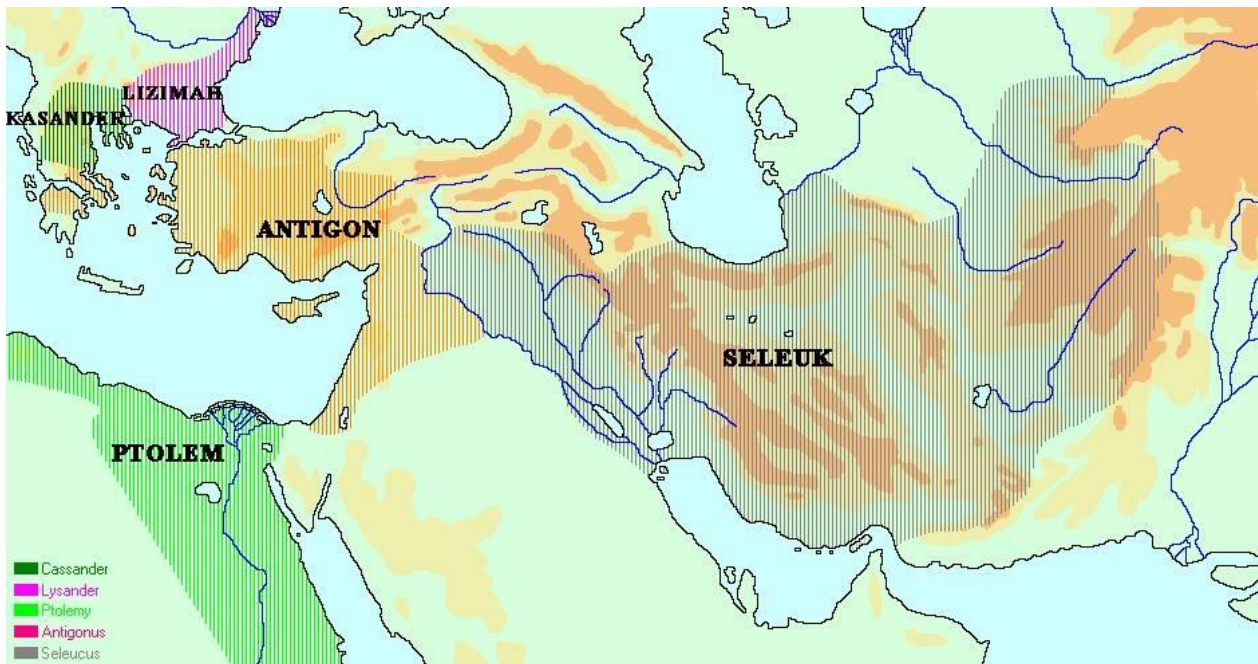 LIZIMAH
KASANDER
ANTIGON
SELEUK
PTOLEM
Cassander
Lysander
Ptolemy
Antigonus
Seleucus